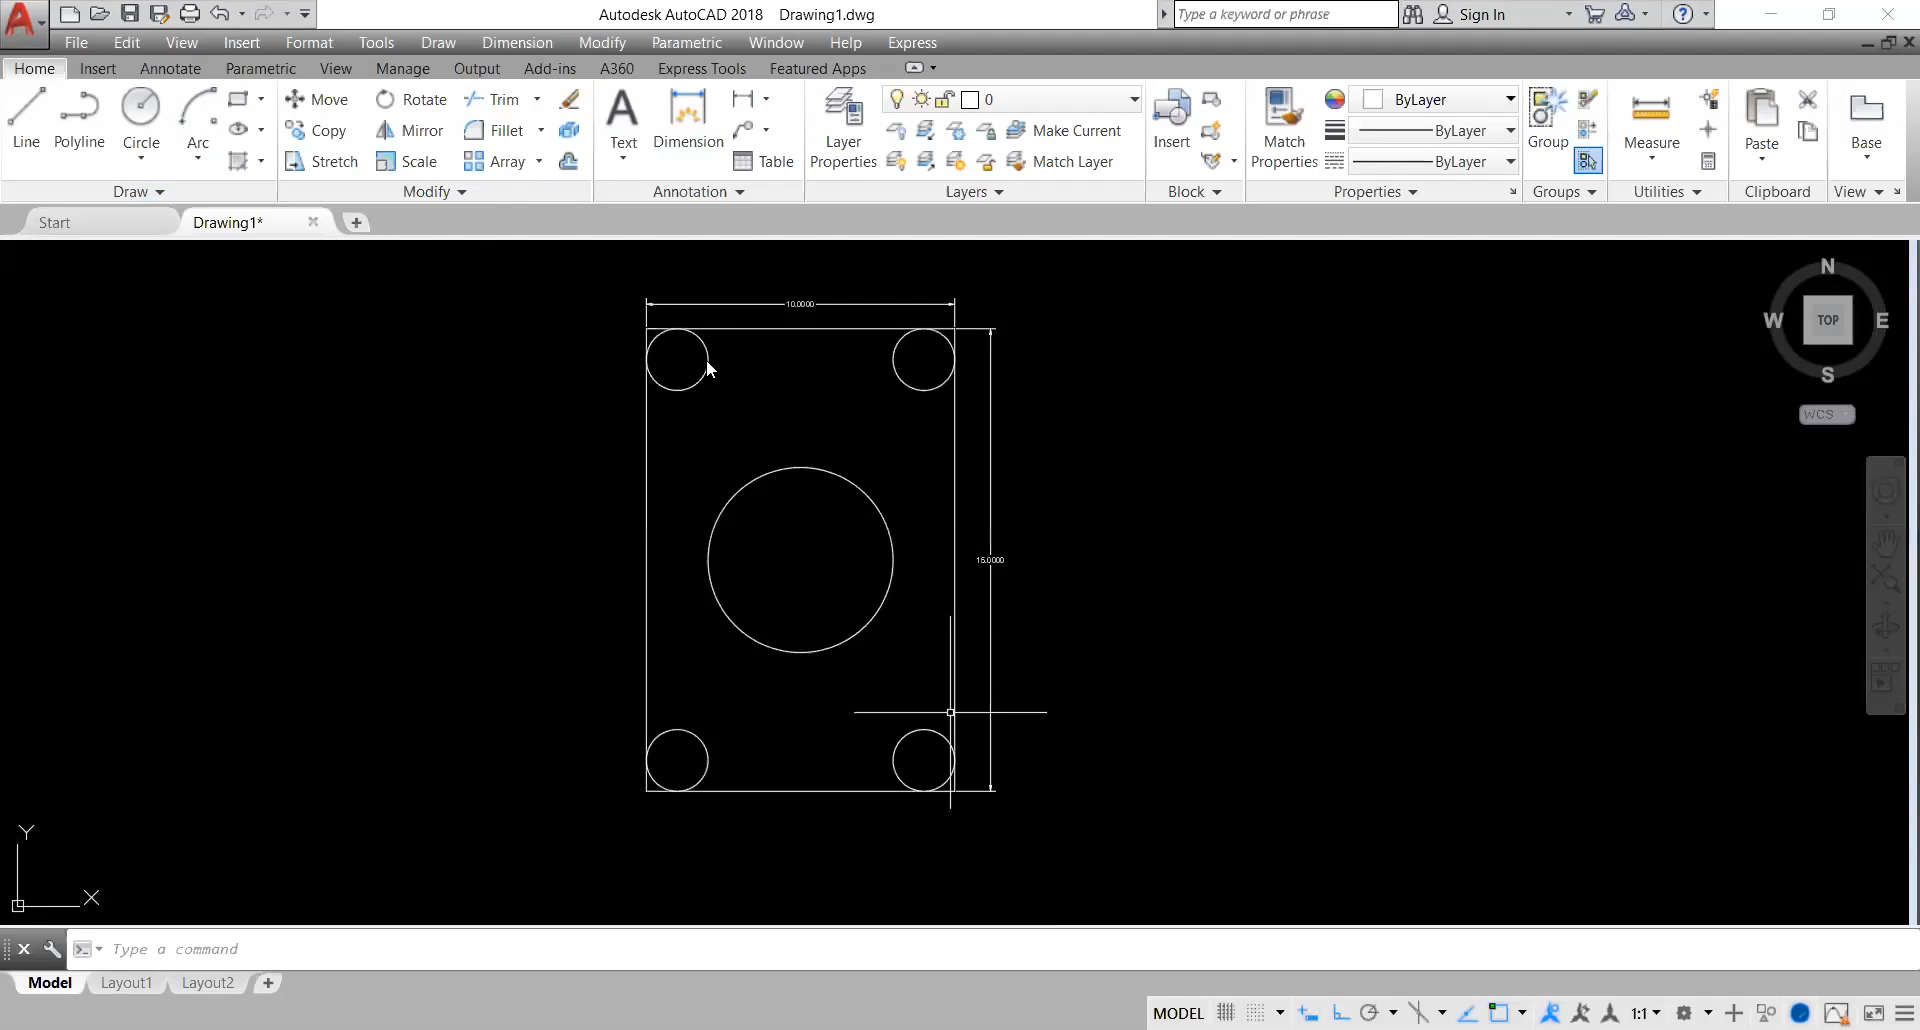 Autodesk AutoCAD 2018 Drawing1.dwg Type a keyword or phrase Sign In
File Edit View Insert Format Tools Draw Dimension Modify Parametric Window Help Express
Home Insert Annotate Parametric View Manage Output Add-ins A360 Express Tools Featured Apps
Line Polyline Circle Arc
Move Rotate Trim
Copy Mirror Fillet
Stretch Scale Array
Text Dimension Table
Layer Properties
0
Make Current
Match Layer
Insert
Match Properties
ByLayer
ByLayer
ByLayer
Group
Measure
Paste
Base
Draw Modify Annotation Layers Block Properties Groups Utilities Clipboard View
Start Drawing1*
10.0000
15.0000
N
W TOP E
S
WCS
Y
X
Type a command
Model Layout1 Layout2
MODEL 1:1